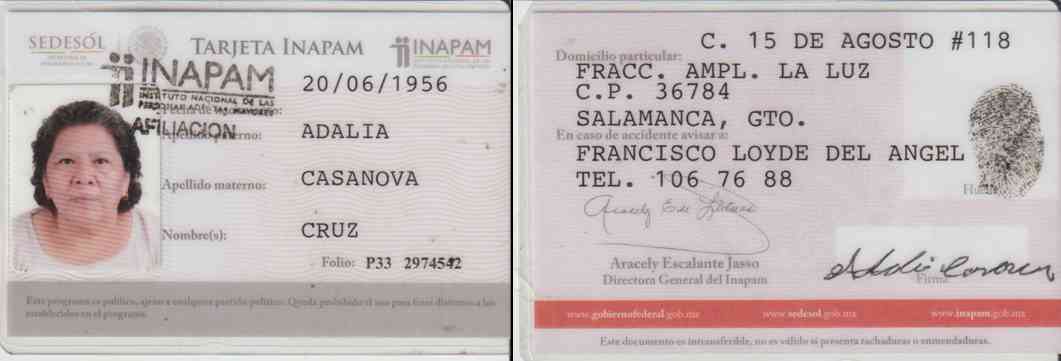 SEDESÓL
TARJETA INAPAM
INAPAM
INAPAM
INSTITUTO NACIONAL DE LAS
PERSONAS ADULTAS MAYORES
AFILIACION
20/06/1956
Apellido paterno: ADALIA
Apellido materno: CASANOVA
Nombre(s): CRUZ
Folio: P33 2974542
Este programa es público, ajeno a cualquier partido político. Queda prohibido el uso para fines distintos a los
establecidos en el programa.
Domicilio particular: C. 15 DE AGOSTO #118
FRACC. AMPL. LA LUZ
C.P. 36784
SALAMANCA, GTO.
En caso de accidente avisar a:
FRANCISCO LOYDE DEL ANGEL
TEL. 106 76 88
Aracely Escalante Jasso
Directora General del Inapam
Firma
www.gobiernofederal.gob.mx www.sedesol.gob.mx www.inapam.gob.mx
Este documento es intransferible, no es válido si presenta tachaduras o enmendaduras.